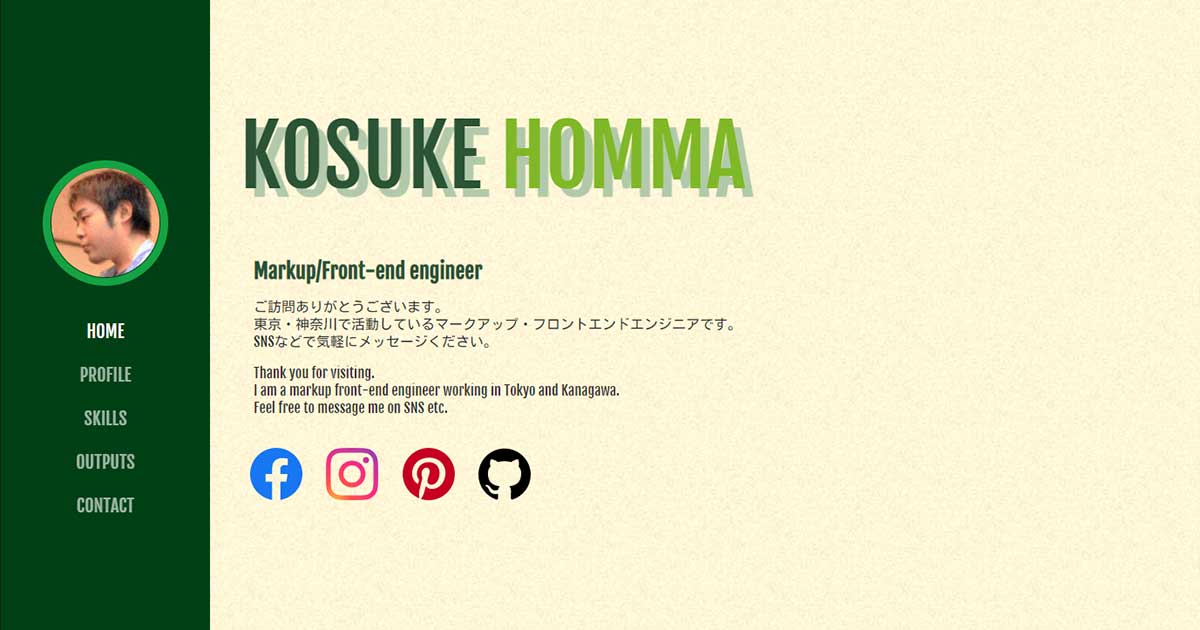 KOSUKE HOMMA
HOME
PROFILE
SKILLS
OUTPUTS
CONTACT
Markup/Front-end engineer
ご訪問ありがとうございます。
東京・神奈川で活動しているマークアップ・フロントエンドエンジニアです。
SNSなどで気軽にメッセージください。
Thank you for visiting.
I am a markup front-end engineer working in Tokyo and Kanagawa.
Feel free to message me on SNS etc.